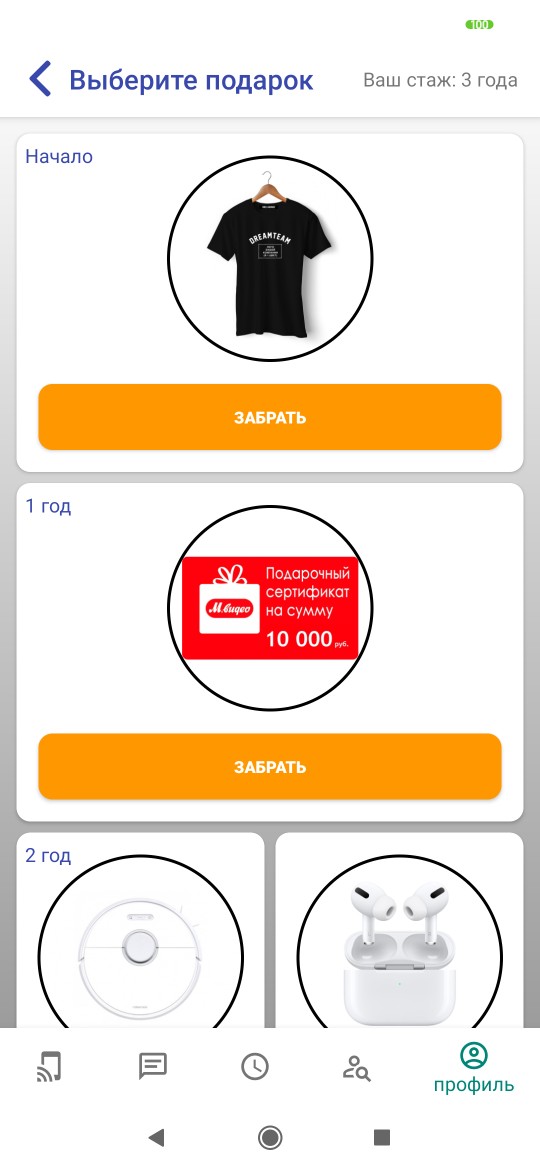 100
Выберите подарок
Ваш стаж: 3 года
Начало
DREAMTEAM
ЗАБРАТЬ
1 год
М.видео
Подарочный
сертификат
на сумму
10 000 руб.
ЗАБРАТЬ
2 год
профиль